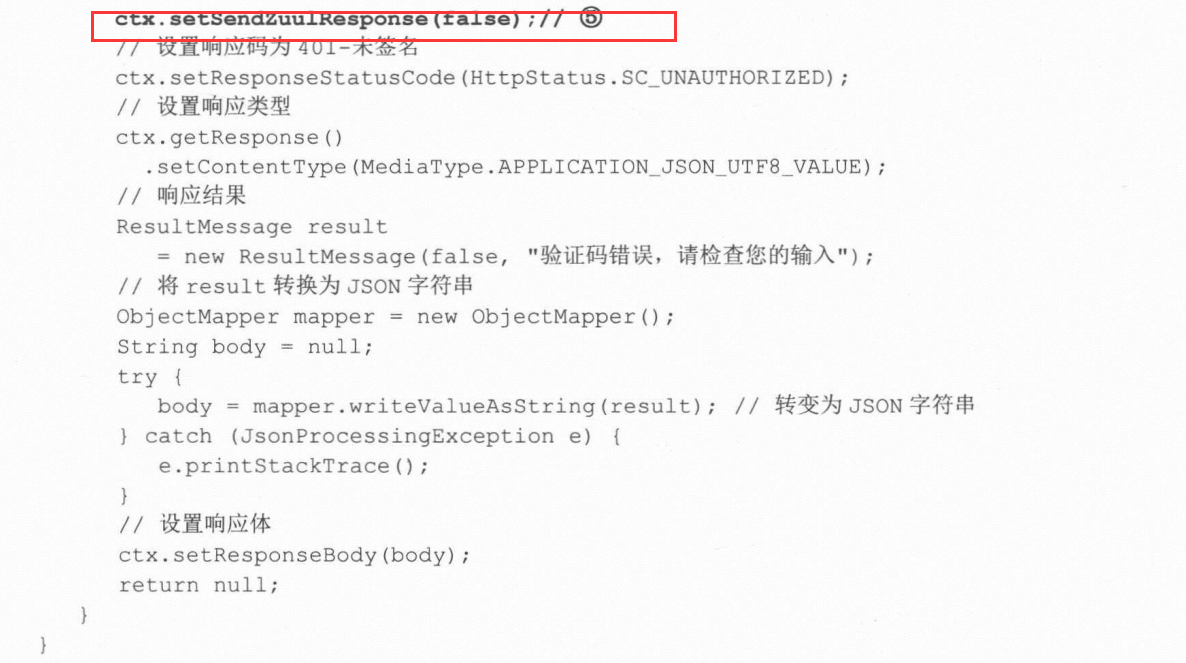 ctx.setSendZuulResponse(false);// ⑤
// 设置响应码为 401-未签名
ctx.setResponseStatusCode(HttpStatus.SC_UNAUTHORIZED);
// 设置响应类型
ctx.getResponse()
.setContentType(MediaType.APPLICATION_JSON_UTF8_VALUE);
// 响应结果
ResultMessage result
= new ResultMessage(false, "验证码错误，请检查您的输入");
// 将 result 转换为 JSON 字符串
ObjectMapper mapper = new ObjectMapper();
String body = null;
try {
body = mapper.writeValueAsString(result); // 转变为 JSON 字符串
} catch (JsonProcessingException e) {
e.printStackTrace();
}
// 设置响应体
ctx.setResponseBody(body);
return null;
}
}